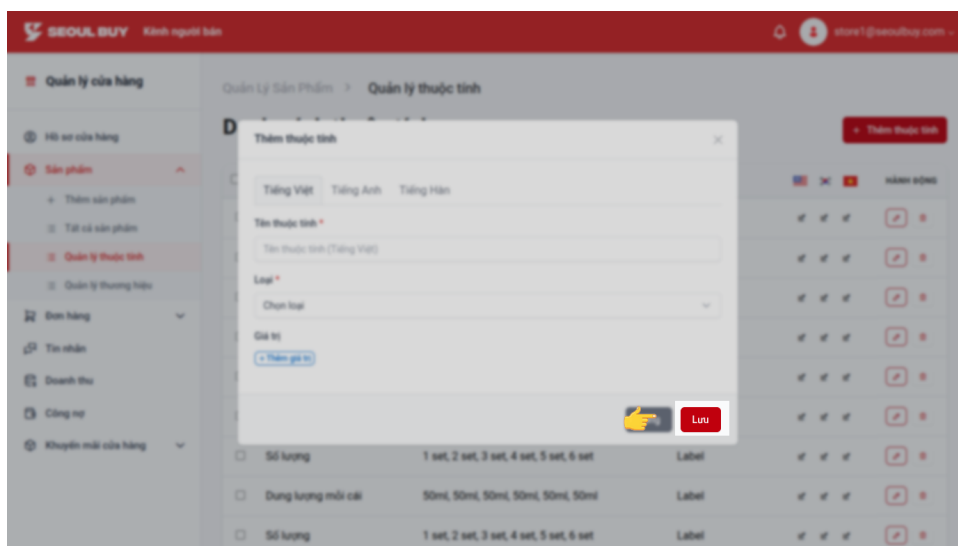 SEOUL BUY Kênh người bán
store1@seoulbuy.com
Quản lý cửa hàng
Hồ sơ cửa hàng
Sản phẩm
+ Thêm sản phẩm
Tất cả sản phẩm
Quản lý thuộc tính
Quản lý thương hiệu
Đơn hàng
Tin nhắn
Doanh thu
Công nợ
Khuyến mãi cửa hàng
Quản Lý Sản Phẩm > Quản lý thuộc tính
+ Thêm thuộc tính
HÀNH ĐỘNG
Thêm thuộc tính
Tiếng Việt Tiếng Anh Tiếng Hàn
Tên thuộc tính *
Tên thuộc tính (Tiếng Việt)
Loại *
Chọn loại
Giá trị
+ Thêm giá trị
Lưu
Số lượng 1 set, 2 set, 3 set, 4 set, 5 set, 6 set Label
Dung lượng mỗi cái 50ml, 50ml, 50ml, 50ml, 50ml, 50ml Label
Số lượng 1 set, 2 set, 3 set, 4 set, 5 set, 6 set Label